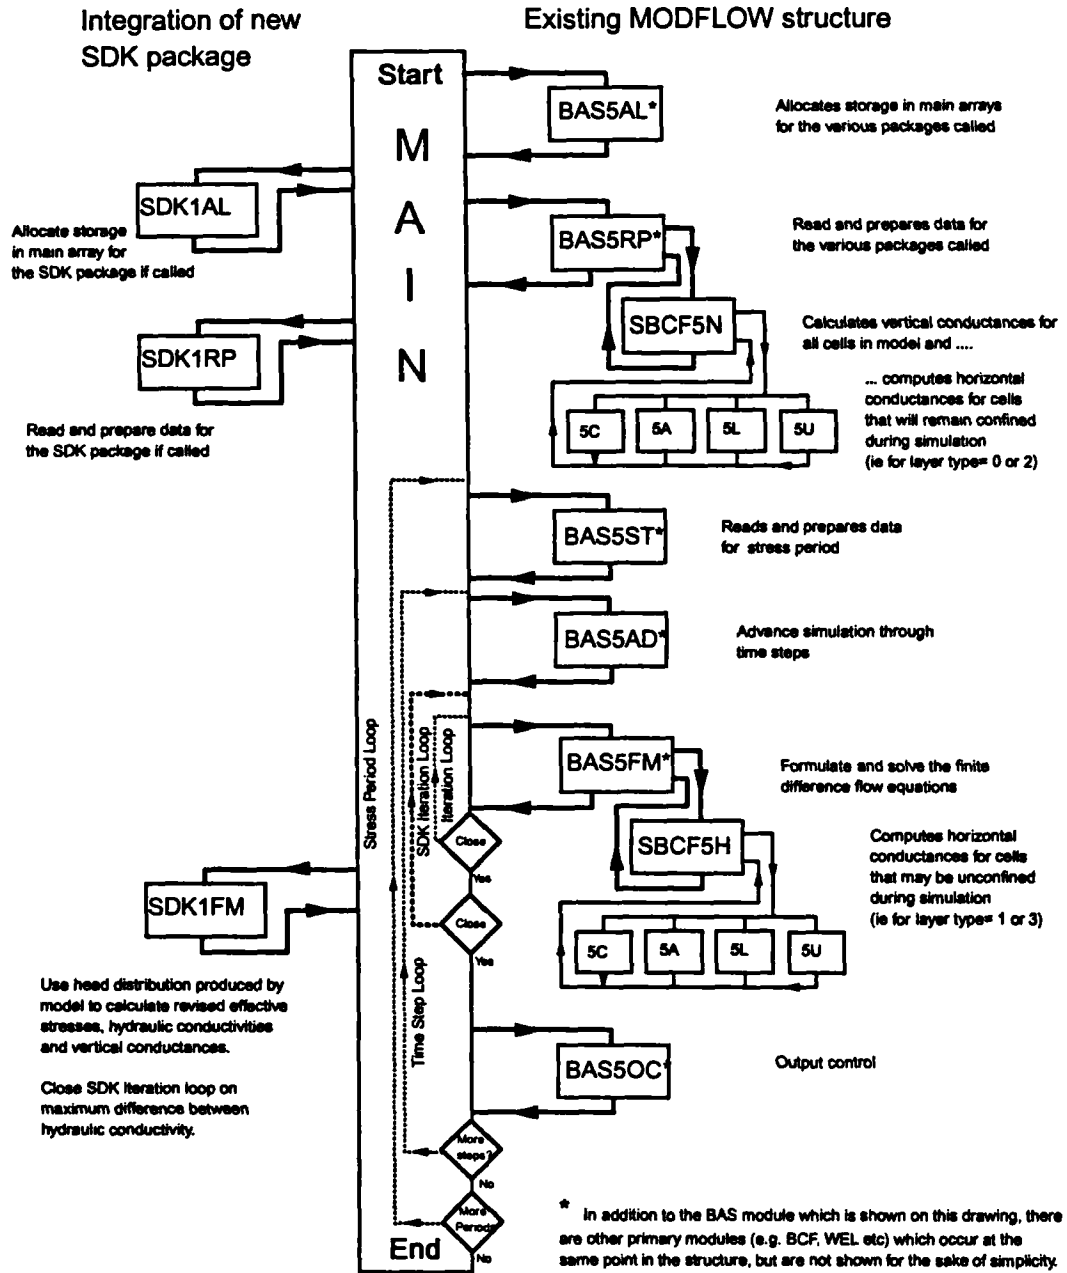 Integration of new
SDK package
Existing MODFLOW structure
Start
M
A
I
N
BAS5AL*
Allocates storage in main arrays
for the various packages called
SDK1AL
Allocate storage
in main array for
the SDK package if called
BAS5RP*
Read and prepares data for
the various packages called
SBCF5N
Calculates vertical conductances for
all cells in model and ....
... computes horizontal
conductances for cells
that will remain confined
during simulation
(ie for layer type= 0 or 2)
5C
5A
5L
5U
SDK1RP
Read and prepare data for
the SDK package if called
BAS5ST*
Reads and prepares data
for stress period
BAS5AD*
Advance simulation through
time steps
Stress Period Loop
Time Step Loop
SDK Iteration Loop
Iteration Loop
BAS5FM*
Formulate and solve the finite
difference flow equations
SBCF5H
Computes horizontal
conductances for cells
that may be unconfined
during simulation
(ie for layer type= 1 or 3)
5C
5A
5L
5U
Close
Yes
Close
Yes
SDK1FM
Use head distribution produced by
model to calculate revised effective
stresses, hydraulic conductivities
and vertical conductances.
Close SDK Iteration loop on
maximum difference between
hydraulic conductivity.
BAS5OC*
Output control
More
steps?
No
More
Periods
No
End
* In addition to the BAS module which is shown on this drawing, there
are other primary modules (e.g. BCF, WEL etc) which occur at the
same point in the structure, but are not shown for the sake of simplicity.